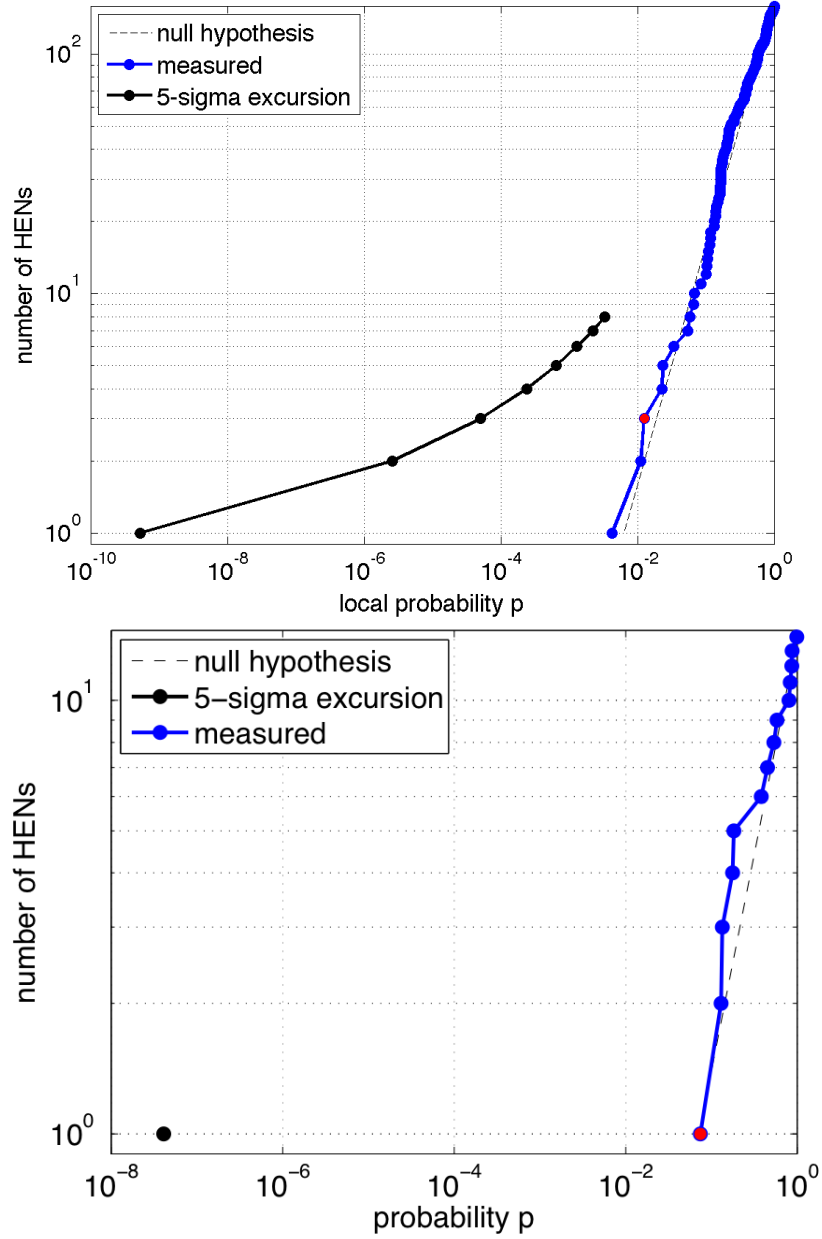 null hypothesis
measured
5-sigma excursion
number of HENs
10^2
10^1
10^0
10^-10
10^-8
10^-6
10^-4
10^-2
10^0
local probability p
null hypothesis
5-sigma excursion
measured
number of HENs
10^1
10^0
10^-8
10^-6
10^-4
10^-2
10^0
probability p